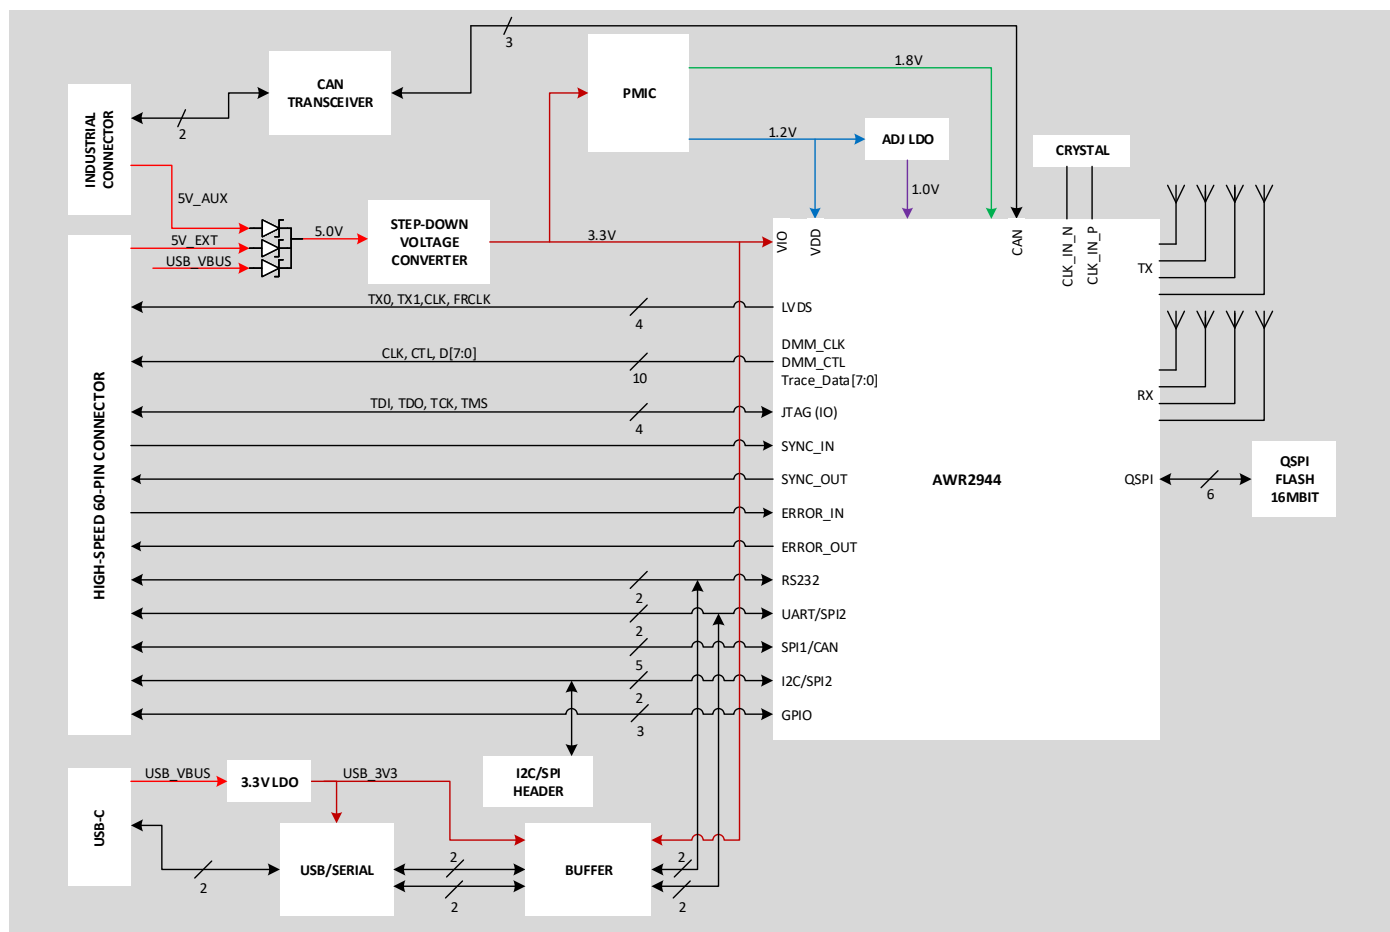 3
CAN
TRANSCEIVER
PMIC
1.8V
2
INDUSTRIAL
CONNECTOR
1.2V
ADJ LDO
CRYSTAL
5V_AUX
1.0V
STEP-DOWN
VOLTAGE
CONVERTER
5.0V
5V_EXT
USB_VBUS
3.3V
VIO
VDD
CAN
CLK_IN_N
CLK_IN_P
TX
TX0, TX1,CLK, FRCLK
4
LVDS
CLK, CTL, D[7:0]
10
DMM_CLK
DMM_CTL
Trace_Data[7:0]
RX
TDI, TDO, TCK, TMS
4
JTAG (IO)
HIGH-SPEED 60-PIN CONNECTOR
SYNC_IN
SYNC_OUT
AWR2944
QSPI
6
QSPI
FLASH
16MBIT
ERROR_IN
ERROR_OUT
RS232
2
UART/SPI2
2
SPI1/CAN
5
I2C/SPI2
2
GPIO
3
I2C/SPI
HEADER
USB-C
USB_VBUS
3.3V LDO
USB_3V3
2
USB/SERIAL
2
2
BUFFER
2
2